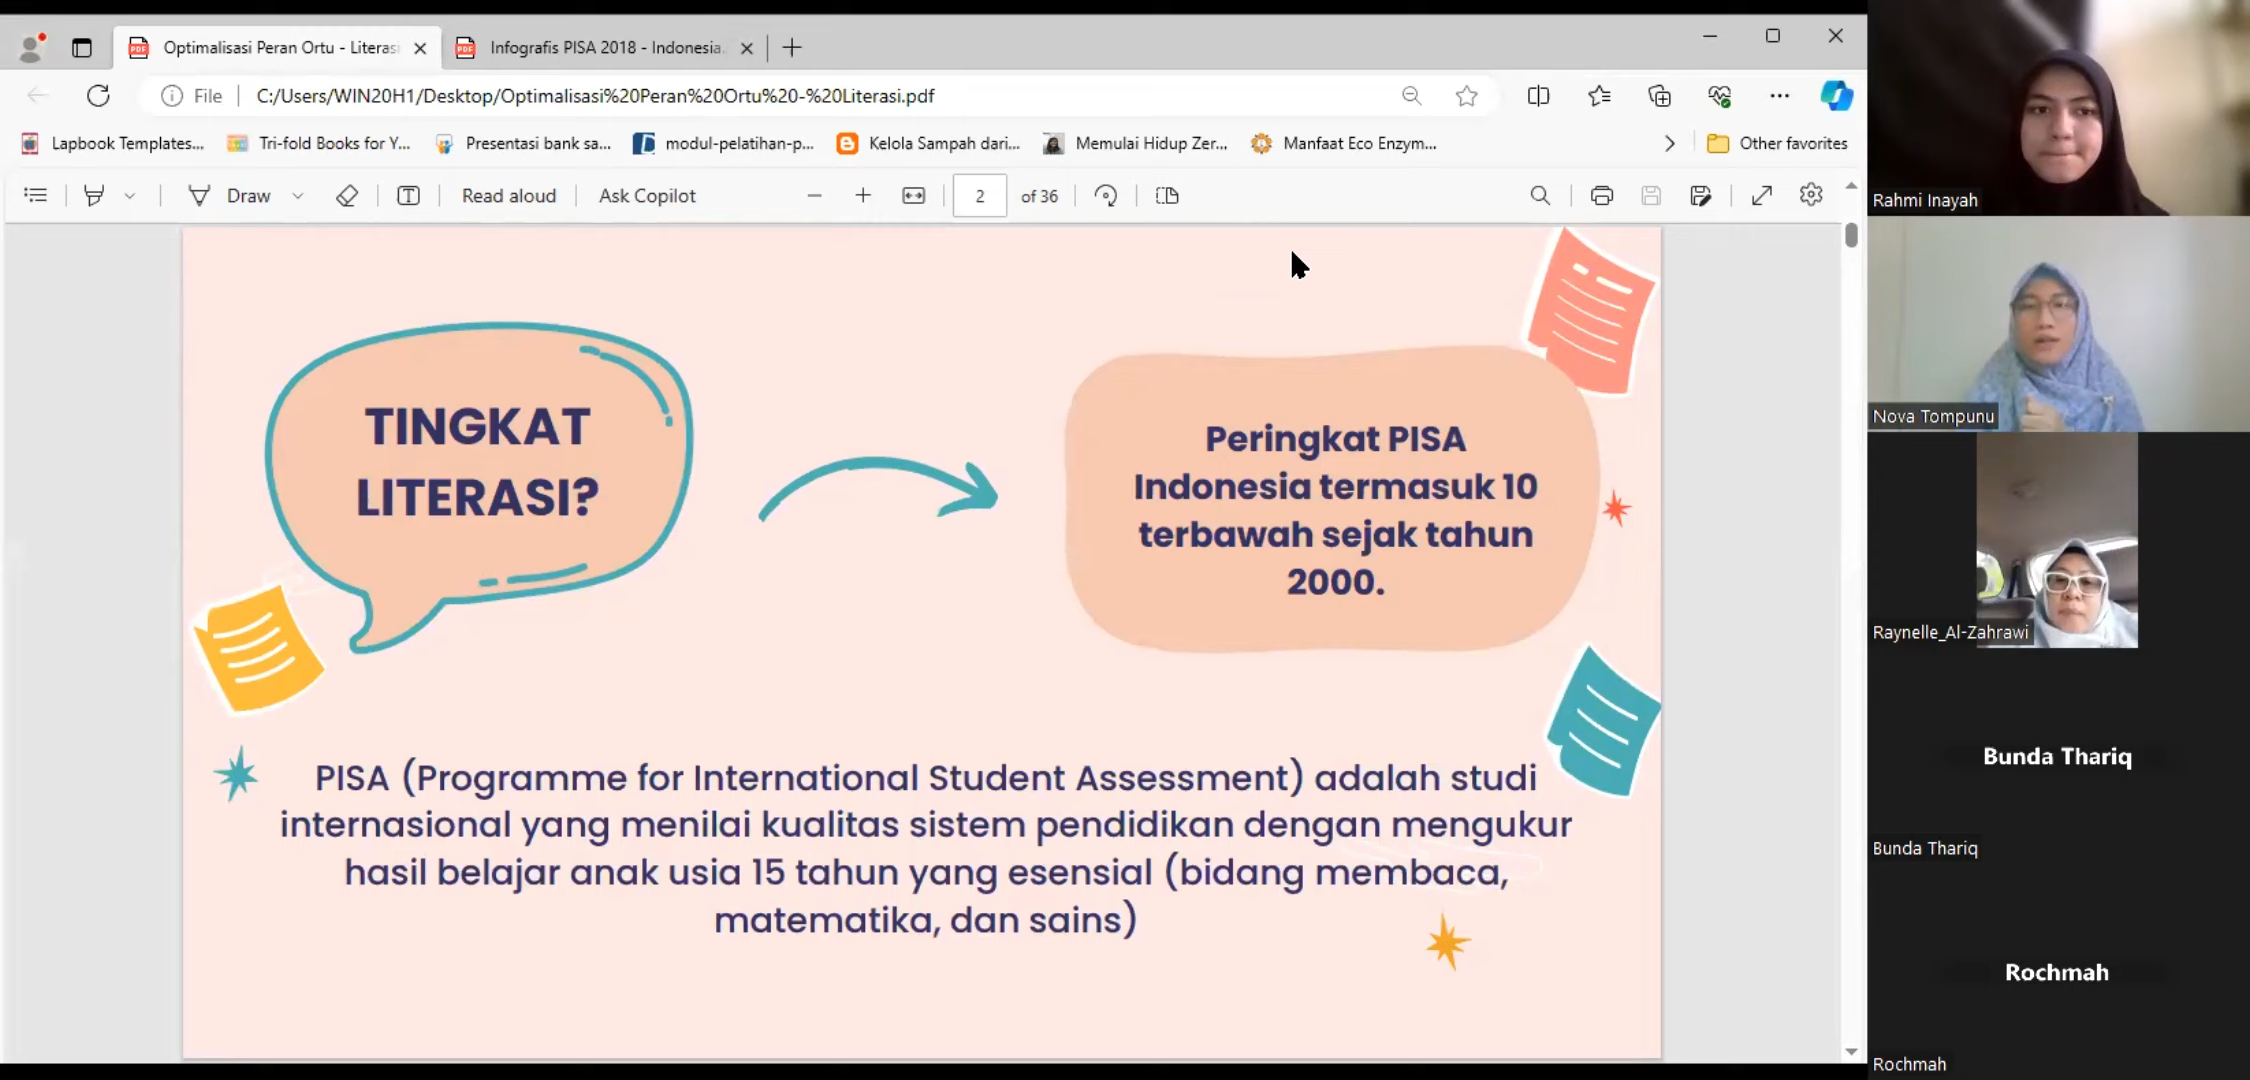 Optimalisasi Peran Ortu - Literasi
Infografis PISA 2018 - Indonesia.
File
C:/Users/WIN20H1/Desktop/Optimalisasi%20Peran%20Ortu%20-%20Literasi.pdf
Lapbook Templates...
Tri-fold Books for Y...
Presentasi bank sa...
modul-pelatihan-p...
Kelola Sampah dari...
Memulai Hidup Zer...
Manfaat Eco Enzym...
Other favorites
Draw
Read aloud
Ask Copilot
2 of 36
TINGKAT
LITERASI?
Peringkat PISA
Indonesia termasuk 10
terbawah sejak tahun
2000.
PISA (Programme for International Student Assessment) adalah studi
internasional yang menilai kualitas sistem pendidikan dengan mengukur
hasil belajar anak usia 15 tahun yang esensial (bidang membaca,
matematika, dan sains)
Rahmi Inayah
Nova Tompunu
Raynelle_Al-Zahrawi
Bunda Thariq
Bunda Thariq
Rochmah
Rochmah